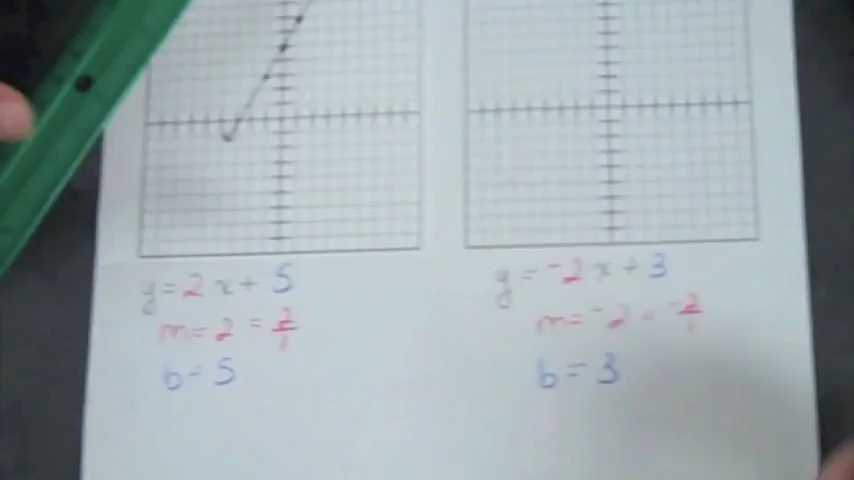 y = 2x + 5
m = 2 = 2/1
b = 5
y = -2x + 3
m = -2 = -2/1
b = 3